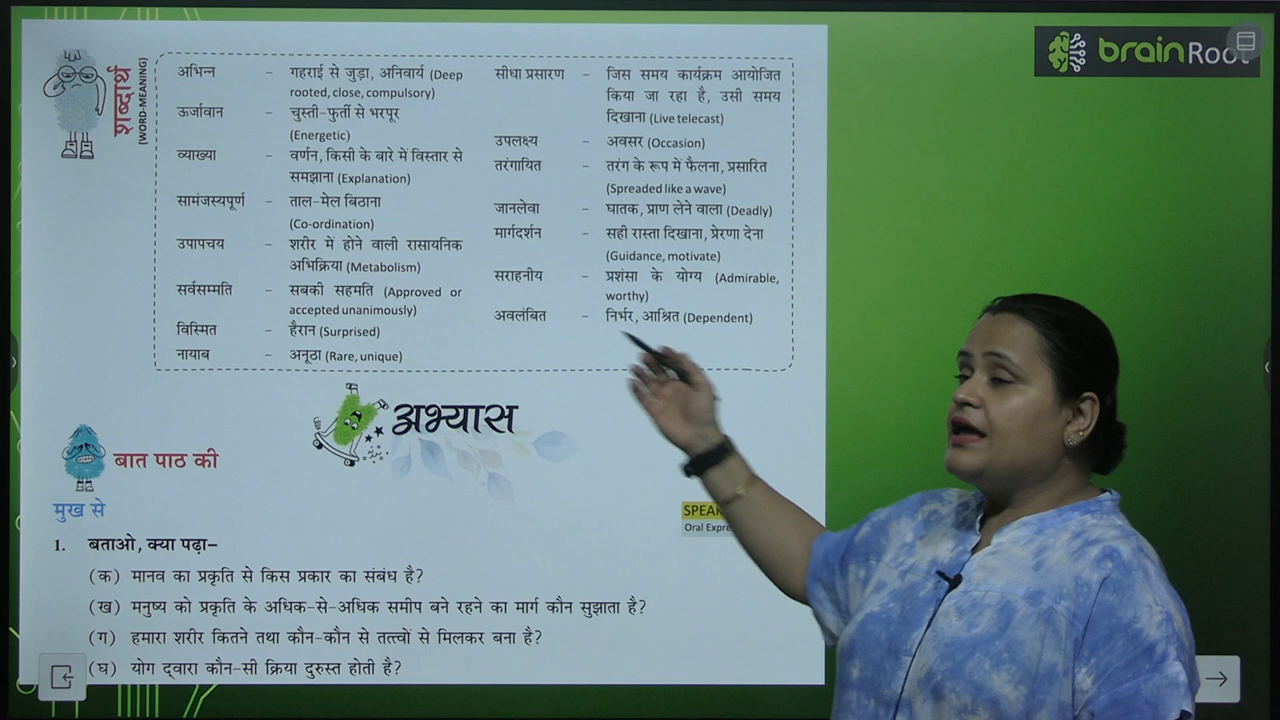 brainRoot
शब्दार्थ
(WORD-MEANING)
अभिन्न – गहराई से जुड़ा, अनिवार्य (Deep
rooted, close, compulsory)
ऊर्जावान – चुस्ती-फुर्ती से भरपूर
(Energetic)
व्याख्या – वर्णन, किसी के बारे में विस्तार से
समझाना (Explanation)
सामंजस्यपूर्ण – ताल-मेल बिठाना
(Co-ordination)
उपापचय – शरीर में होने वाली रासायनिक
अभिक्रिया (Metabolism)
सर्वसम्मति – सबकी सहमति (Approved or
accepted unanimously)
विस्मित – हैरान (Surprised)
नायाब – अनूठा (Rare, unique)
सीधा प्रसारण – जिस समय कार्यक्रम आयोजित
किया जा रहा है, उसी समय
दिखाना (Live telecast)
उपलक्ष्य – अवसर (Occasion)
तरंगायित – तरंग के रूप में फैलना, प्रसारित
(Spreaded like a wave)
जानलेवा – घातक, प्राण लेने वाला (Deadly)
मार्गदर्शन – सही रास्ता दिखाना, प्रेरणा देना
(Guidance, motivate)
सराहनीय – प्रशंसा के योग्य (Admirable,
worthy)
अवलंबित – निर्भर, आश्रित (Dependent)
अभ्यास
बात पाठ की
मुख से
Oral
1. बताओ, क्या पढ़ा–
(क) मानव का प्रकृति से किस प्रकार का संबंध है?
(ख) मनुष्य को प्रकृति के अधिक-से-अधिक समीप बने रहने का मार्ग कौन सुझाता है?
(ग) हमारा शरीर कितने तथा कौन-कौन से तत्त्वों से मिलकर बना है?
(घ) योग द्वारा कौन-सी क्रिया दुरुस्त होती है?